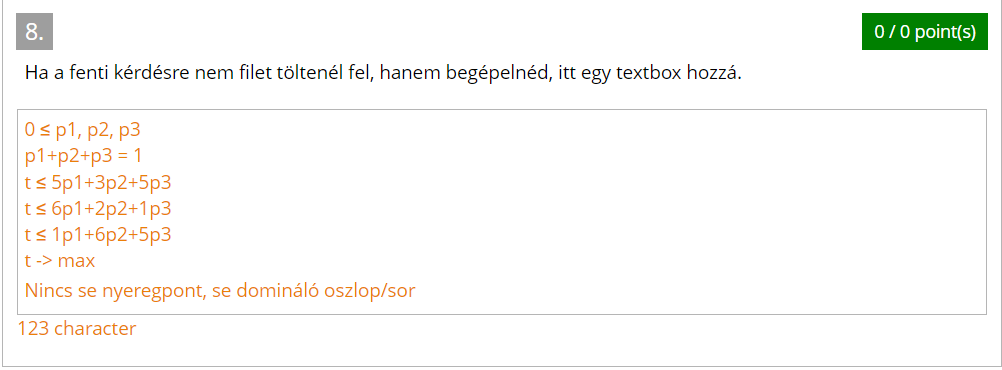 8.
0 / 0 point(s)
Ha a fenti kérdésre nem filet töltenél fel, hanem begépelnéd, itt egy textbox hozzá.
0 ≤ p1, p2, p3
p1+p2+p3 = 1
t ≤ 5p1+3p2+5p3
t ≤ 6p1+2p2+1p3
t ≤ 1p1+6p2+5p3
t -> max
Nincs se nyeregpont, se domináló oszlop/sor
123 character